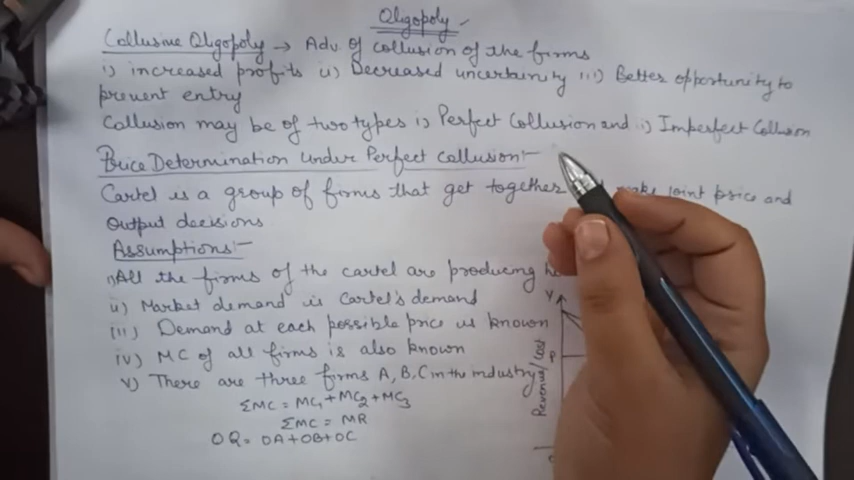 Oligopoly
Collusive Oligopoly → Adv of collusion of the firms
i) increased profits ii) Decreased uncertainty iii) Better opportunity to
prevent entry
Collusion may be of two types i) Perfect Collusion and ii) Imperfect Collusion
Price Determination under Perfect Collusion:-
Cartel is a group of firms that get together make joint price and
Output decisions
Assumptions:-
i) All the firms of the cartel are producing
ii) Market demand is Cartel's demand
iii) Demand at each possible price is known
iv) MC of all firms is also known
v) There are three firms A, B, C in the industry
ΣMC = MC1 + MC2 + MC3
ΣMC = MR
OQ = OA+OB+OC
Y
P
Revenue/Cost